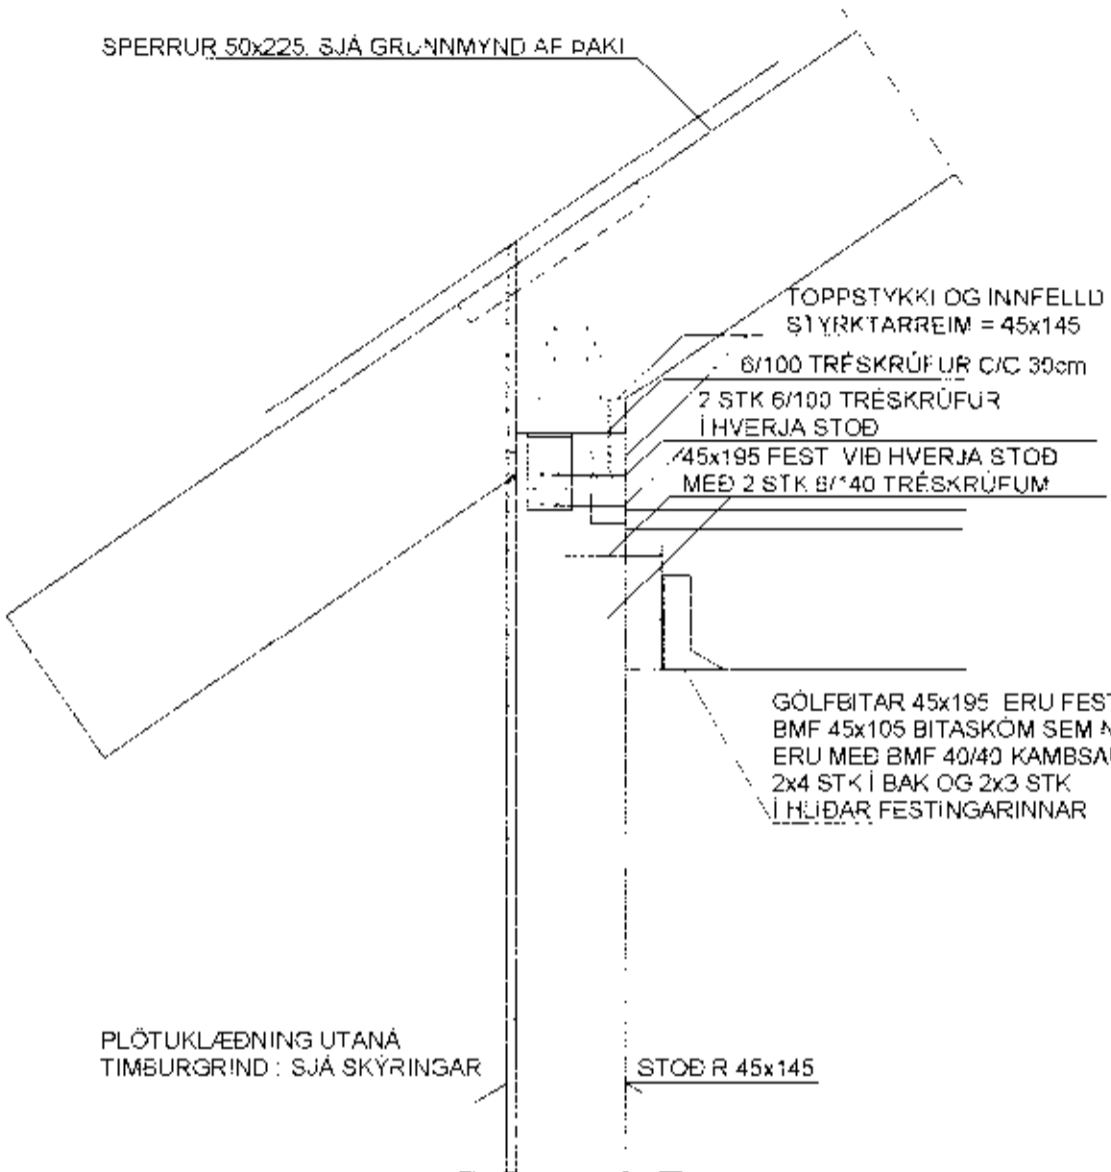 SPERRUR 50x225. SJÁ GRUNNMYND AF ÞAKI
TOPPSTYKKI OG INNFELLD
STYRKTARREIM = 45x145
6/100 TRÉSKRÚFUR C/C 30cm
2 STK 6/100 TRÉSKRÚFUR
Í HVERJA STOÐ
45x195 FEST VIÐ HVERJA STOÐ
MEÐ 2 STK 6/140 TRÉSKRÚFUM
GÓLFBITAR 45x195 ERU FEST
BMF 45x105 BITASKÓM SEM
ERU MEÐ BMF 40/40 KAMBSA
2x4 STK Í BAK OG 2x3 STK
Í HLIÐAR FESTINGARINNAR
PLÖTUKLÆÐNING UTANÁ
TIMBURGRIND : SJÁ SKÝRINGAR
STOÐIR 45x145